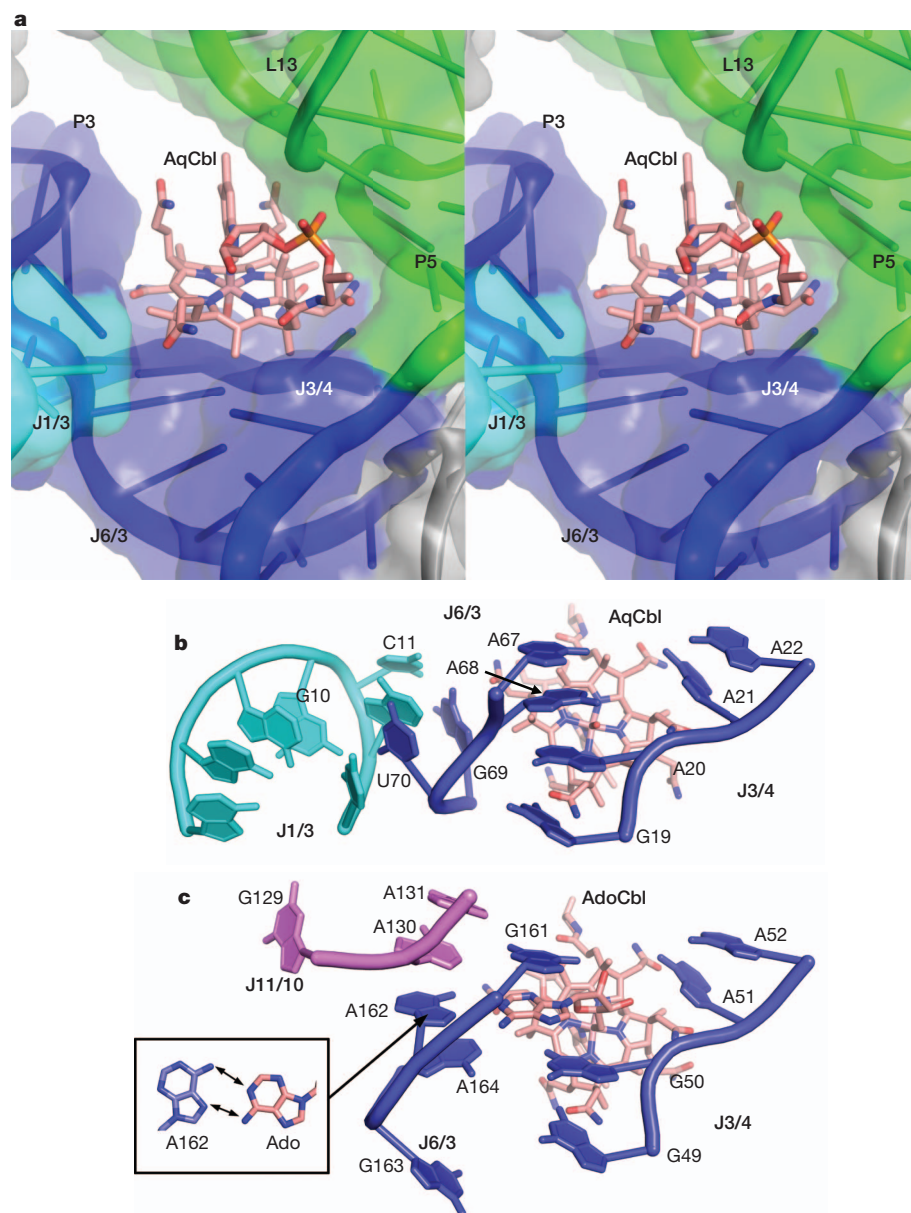 a
L13
L13
P3
P3
AqCbl
AqCbl
P5
P5
J3/4
J3/4
J1/3
J1/3
J6/3
J6/3
b
J6/3
AqCbl
C11
A67
A22
A68
G10
A21
U70
G69
A20
J3/4
J1/3
G19
c
G129
A131
AdoCbl
A130
G161
A52
J11/10
A162
A51
A164
G50
A162
Ado
J6/3
J3/4
G163
G49